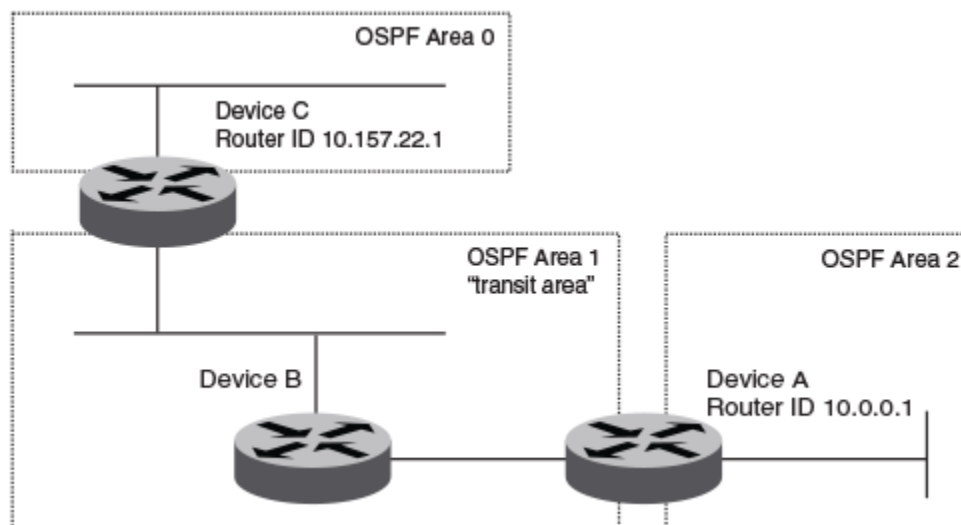 OSPF Area 0
Device C
Router ID 10.157.22.1
OSPF Area 1
“transit area”
OSPF Area 2
Device B
Device A
Router ID 10.0.0.1